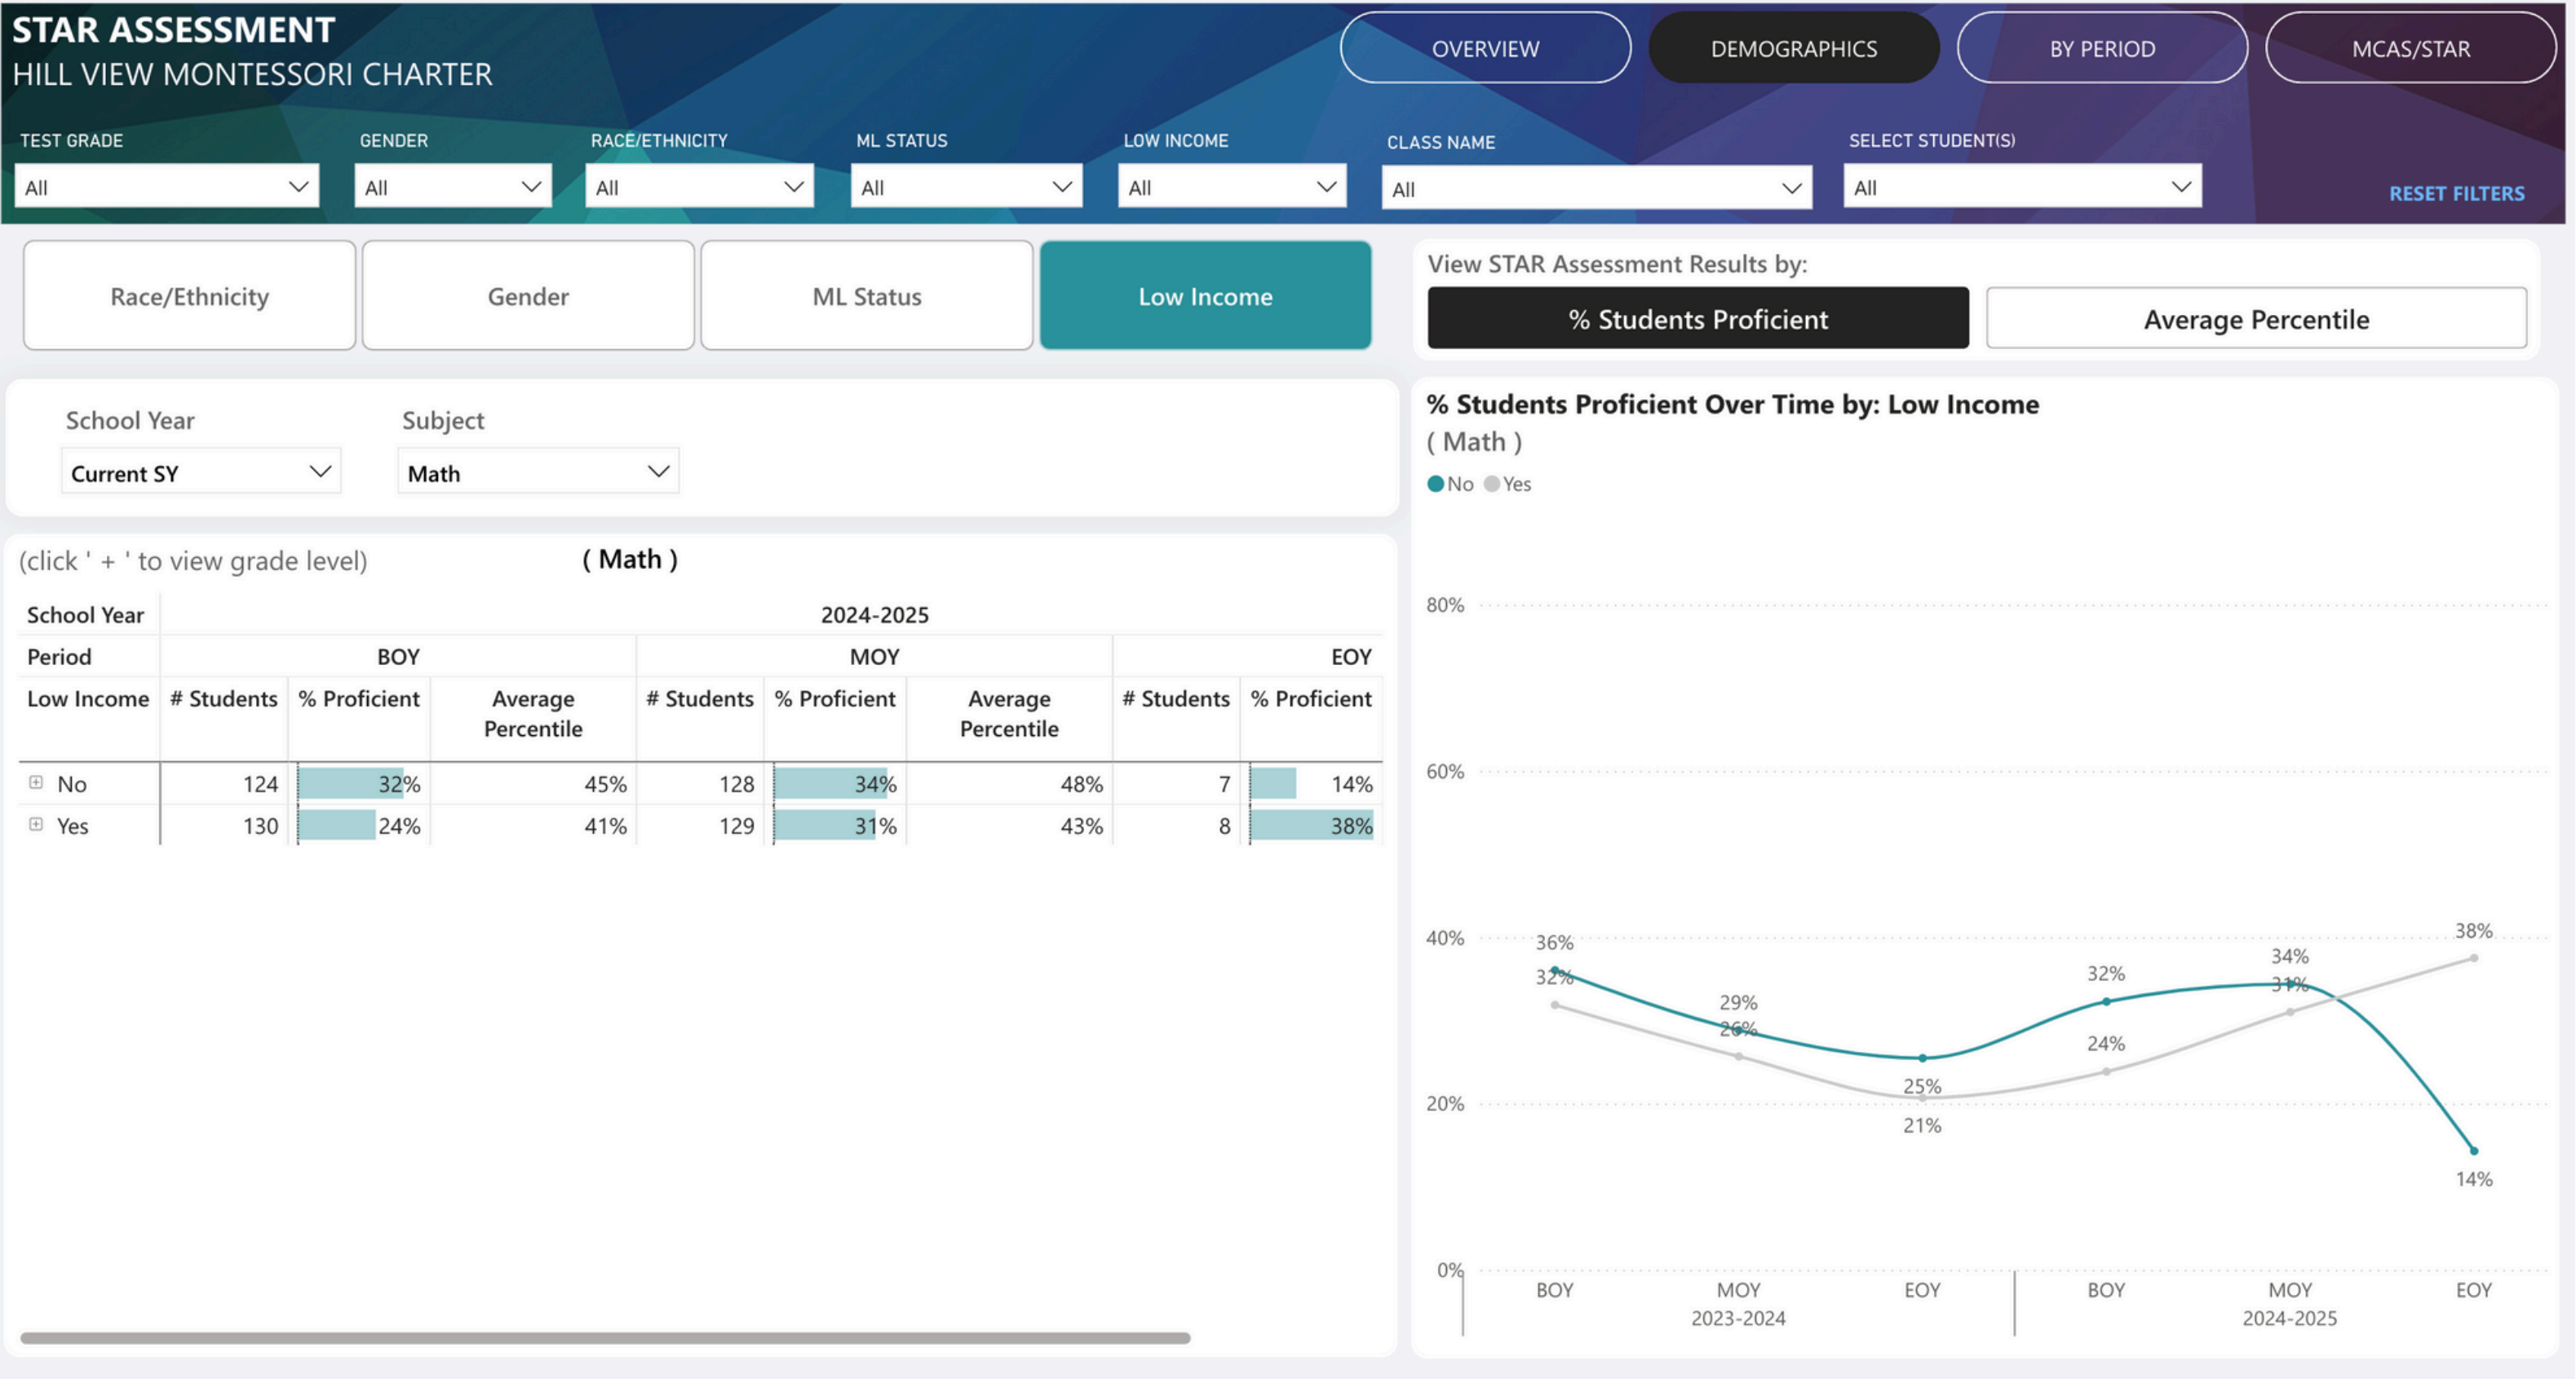 STAR ASSESSMENT
HILL VIEW MONTESSORI CHARTER
OVERVIEW DEMOGRAPHICS BY PERIOD MCAS/STAR
TEST GRADE GENDER RACE/ETHNICITY ML STATUS LOW INCOME CLASS NAME SELECT STUDENT(S)
All All All All All All All RESET FILTERS
Race/Ethnicity Gender ML Status Low Income
View STAR Assessment Results by:
% Students Proficient Average Percentile
School Year Subject
Current SY Math
(click ' + ' to view grade level) ( Math )
School Year 2024-2025
Period BOY MOY EOY
Low Income # Students % Proficient Average Percentile # Students % Proficient Average Percentile # Students % Proficient
No 124 32% 45% 128 34% 48% 7 14%
Yes 130 24% 41% 129 31% 43% 8 38%
% Students Proficient Over Time by: Low Income
( Math )
No Yes
80%
60%
40%
20%
0%
36% 29% 25% 32% 34% 14%
32% 26% 21% 24% 31% 38%
BOY MOY EOY BOY MOY EOY
2023-2024 2024-2025